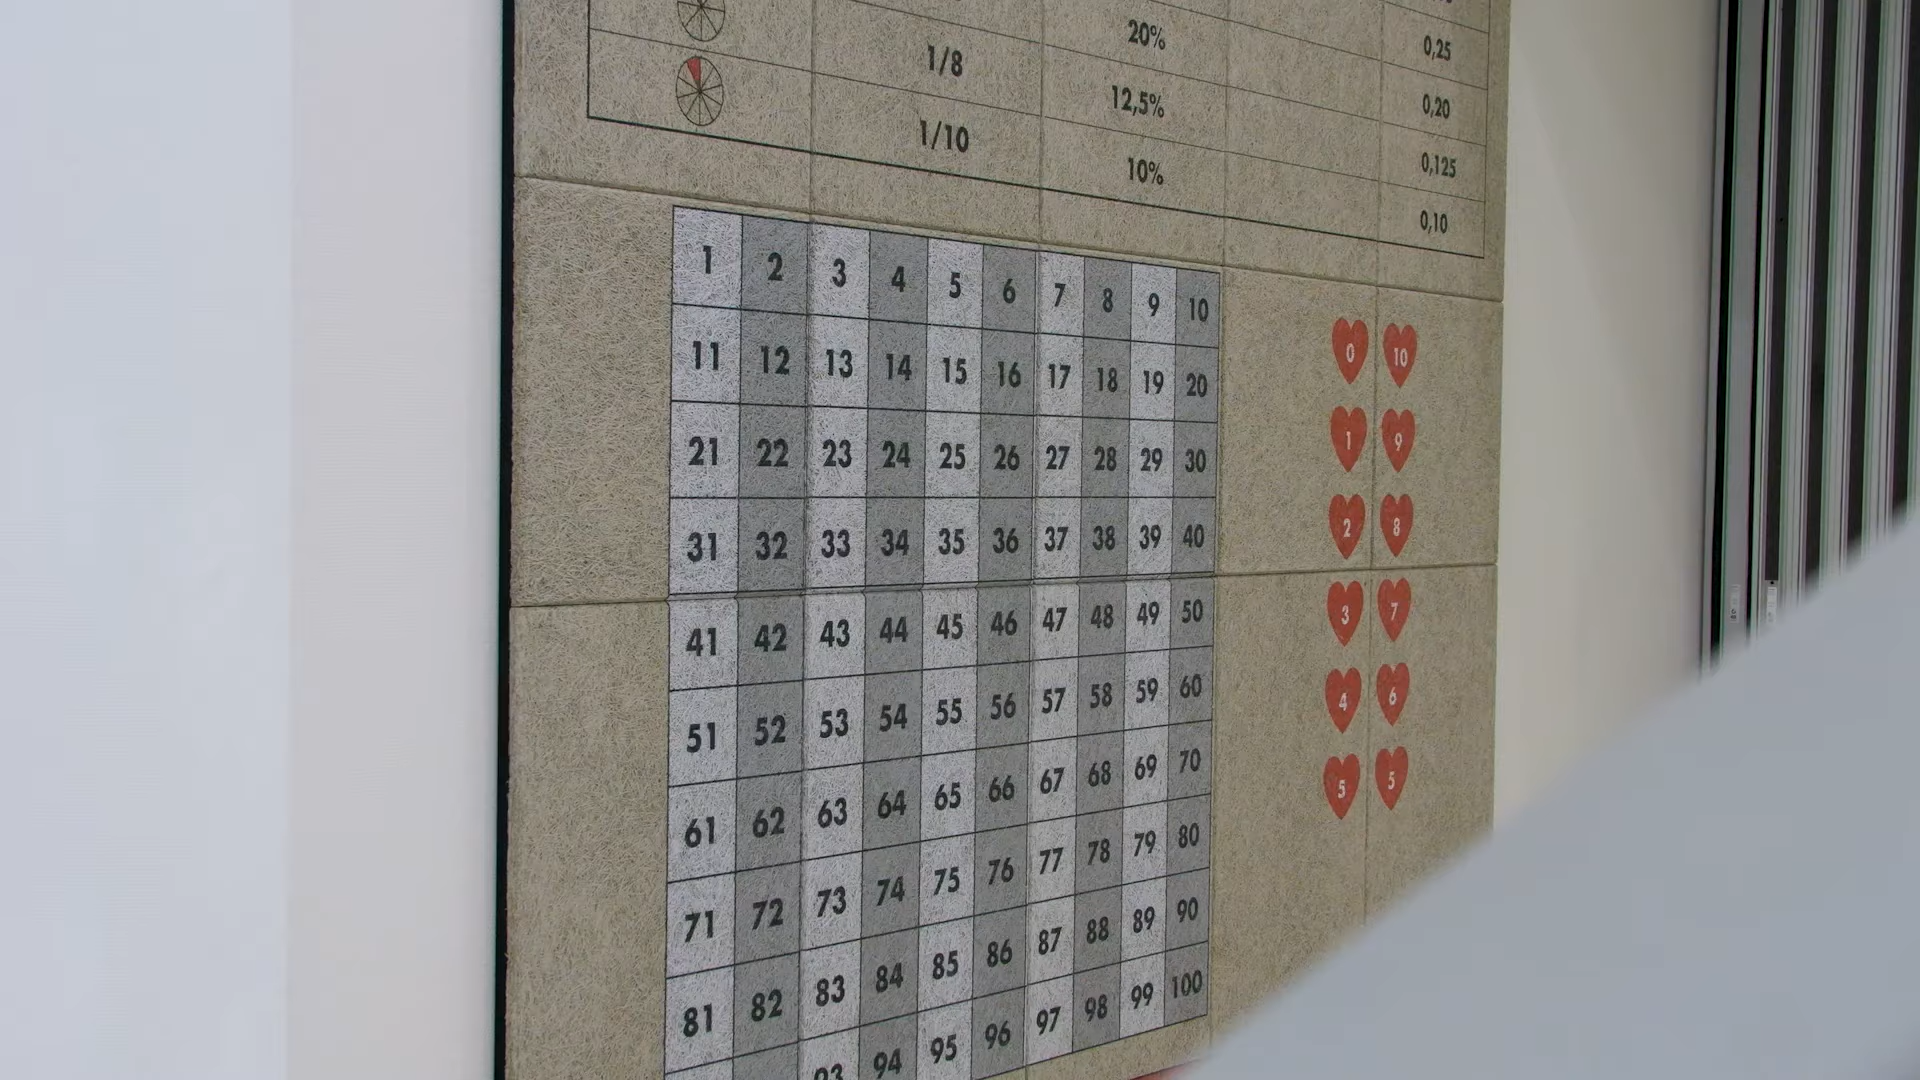 20% 0,25
1/8 12,5% 0,20
1/10 10% 0,125
0,10
1 2 3 4 5 6 7 8 9 10
11 12 13 14 15 16 17 18 19 20
21 22 23 24 25 26 27 28 29 30
31 32 33 34 35 36 37 38 39 40
41 42 43 44 45 46 47 48 49 50
51 52 53 54 55 56 57 58 59 60
61 62 63 64 65 66 67 68 69 70
71 72 73 74 75 76 77 78 79 80
81 82 83 84 85 86 87 88 89 90
93 94 95 96 97 98 99 100
0 10
1 9
2 8
3 7
4 6
5 5